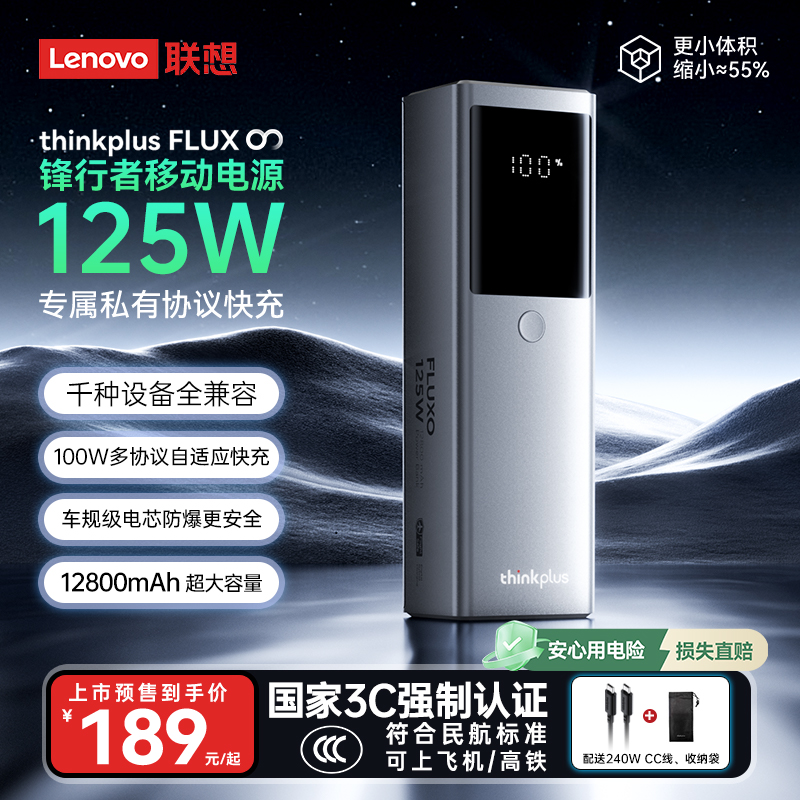 Lenovo 联想
更小体积
缩小≈55%
thinkplus FLUX
锋行者移动电源
125W
专属私有协议快充
100%
千种设备全兼容
100W多协议自适应快充
车规级电芯防爆更安全
12800mAh 超大容量
FLUXO
125W
thinkplus
安心用电险
损失直赔
上市预售到手价
¥189元/起
国家3C强制认证
CCC
符合民航标准
可上飞机/高铁
配送240W CC线、收纳袋